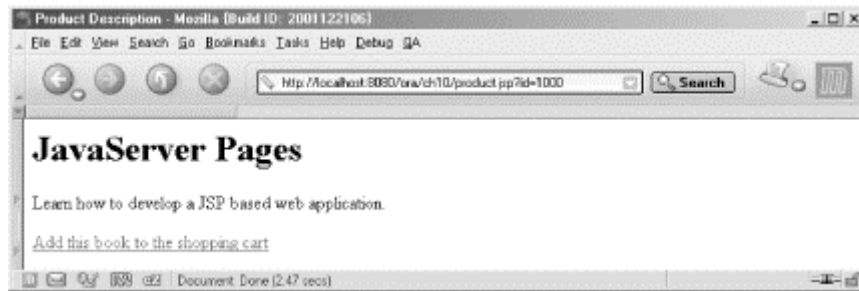 Product Description - Mozilla {Build ID: 2001122106}
File Edit View Search Go Bookmarks Tasks Help Debug QA
http://localhost:8080/ora/ch10/product.jsp?id=1000 Search
JavaServer Pages
Learn how to develop a JSP based web application.
Add this book to the shopping cart
Document: Done (2.47 secs)